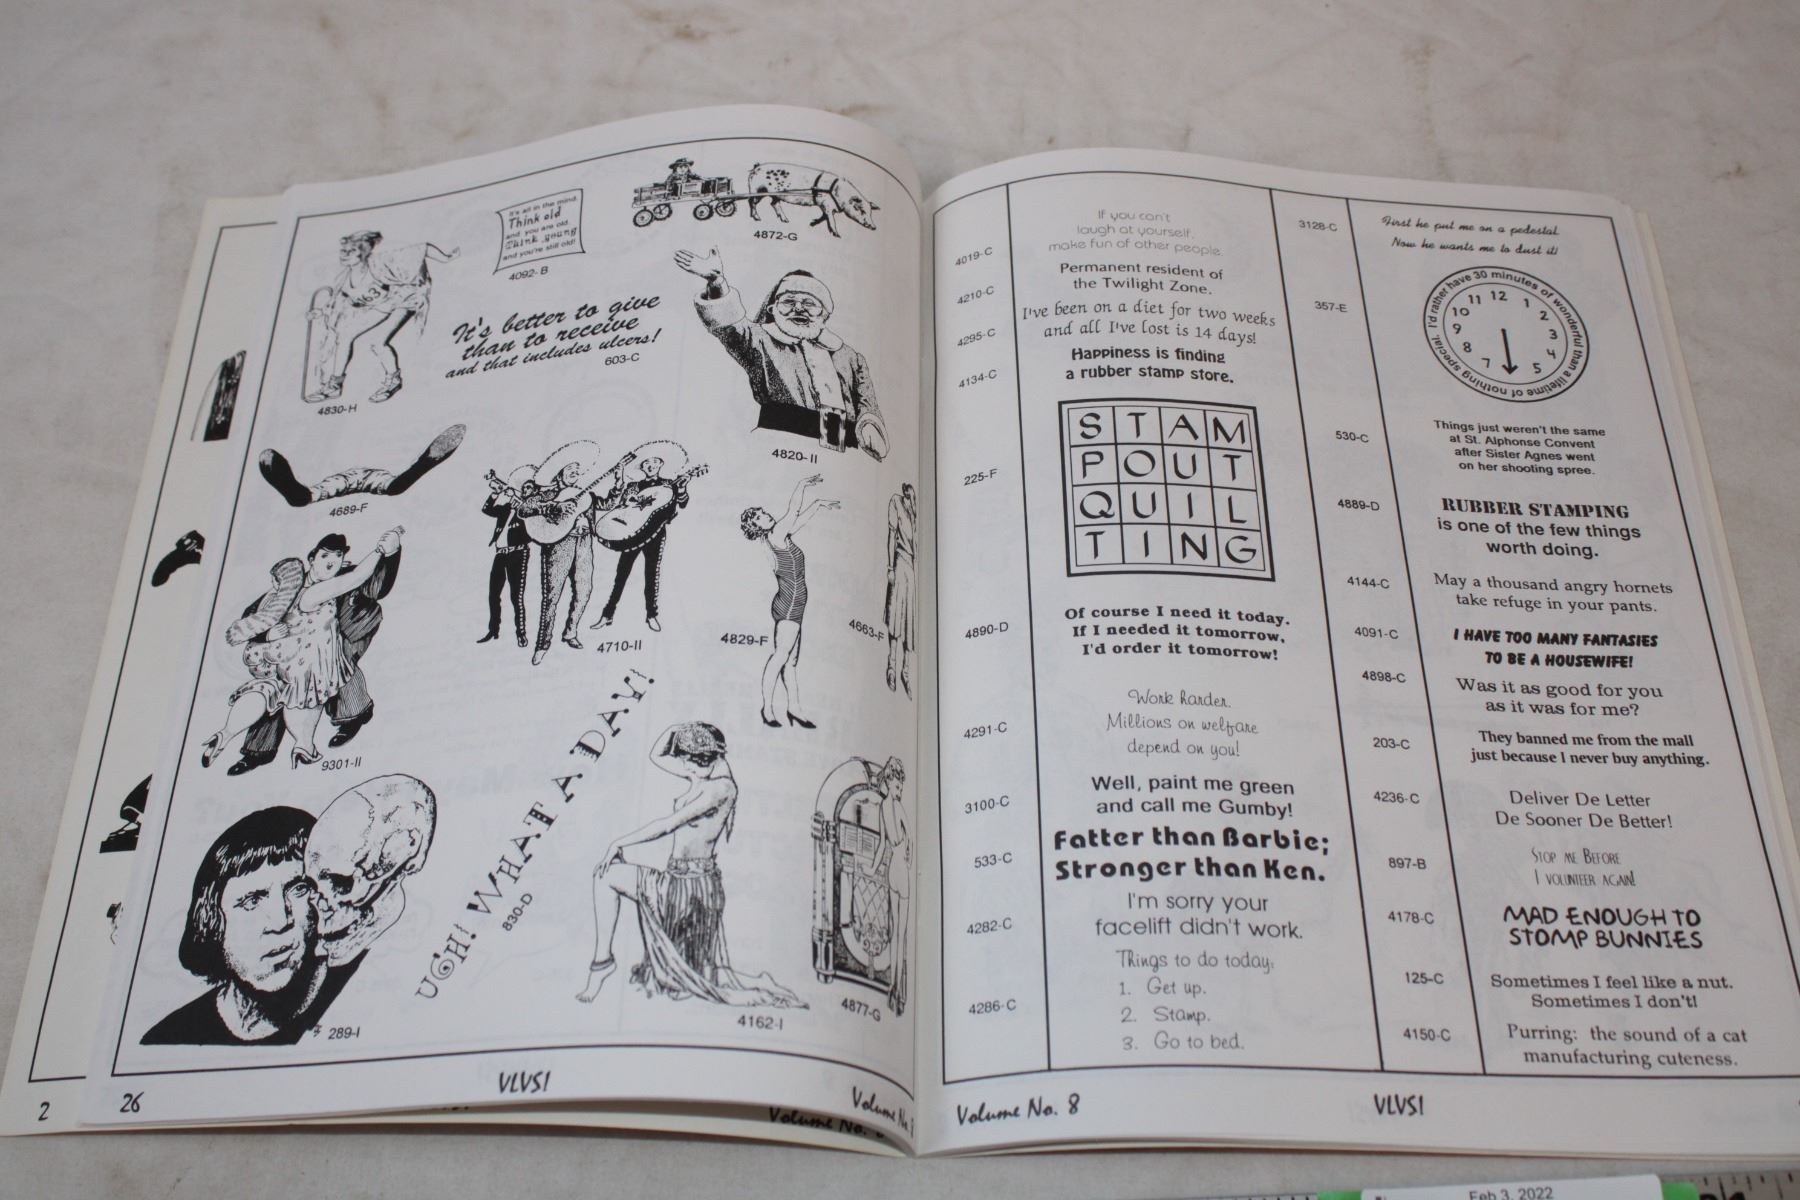 It's all in the mind.
Think old
and you are old.
Think young
and you're still old!
4092-B
4872-G
4830-H
It's better to give
than to receive
and that includes ulcers!
603-C
4820-II
4689-F
4710-II
4829-F
4663-F
9301-II
UGH! WHAT A DAY!
830-D
289-I
4162-I
4877-G
2
26
VLVS!
Volume No.
Volume No.
4019-C
If you can't
laugh at yourself,
make fun of other people.
4210-C
Permanent resident of
the Twilight Zone.
4295-C
I've been on a diet for two weeks
and all I've lost is 14 days!
4134-C
Happiness is finding
a rubber stamp store.
225-F
STAM
POUT
QUIL
TING
4890-D
Of course I need it today.
If I needed it tomorrow,
I'd order it tomorrow!
4291-C
Work harder.
Millions on welfare
depend on you!
3100-C
Well, paint me green
and call me Gumby!
533-C
Fatter than Barbie;
Stronger than Ken.
4282-C
I'm sorry your
facelift didn't work.
4286-C
Things to do today:
1. Get up.
2. Stamp.
3. Go to bed.
3128-C
First he put me on a pedestal.
Now he wants me to dust it!
357-E
I'd rather have 30 minutes of wonderful than a lifetime of nothing special.
12 1 2 3 4 5 7 8 9 10 11
530-C
Things just weren't the same
at St. Alphonse Convent
after Sister Agnes went
on her shooting spree.
4889-D
RUBBER STAMPING
is one of the few things
worth doing.
4144-C
May a thousand angry hornets
take refuge in your pants.
4091-C
I HAVE TOO MANY FANTASIES
TO BE A HOUSEWIFE!
4898-C
Was it as good for you
as it was for me?
203-C
They banned me from the mall
just because I never buy anything.
4236-C
Deliver De Letter
De Sooner De Better!
897-B
STOP ME BEFORE
I VOLUNTEER AGAIN!
4178-C
MAD ENOUGH TO
STOMP BUNNIES
125-C
Sometimes I feel like a nut.
Sometimes I don't!
4150-C
Purring: the sound of a cat
manufacturing cuteness.
Volume No. 8
VLVS!
Feb 3, 2022